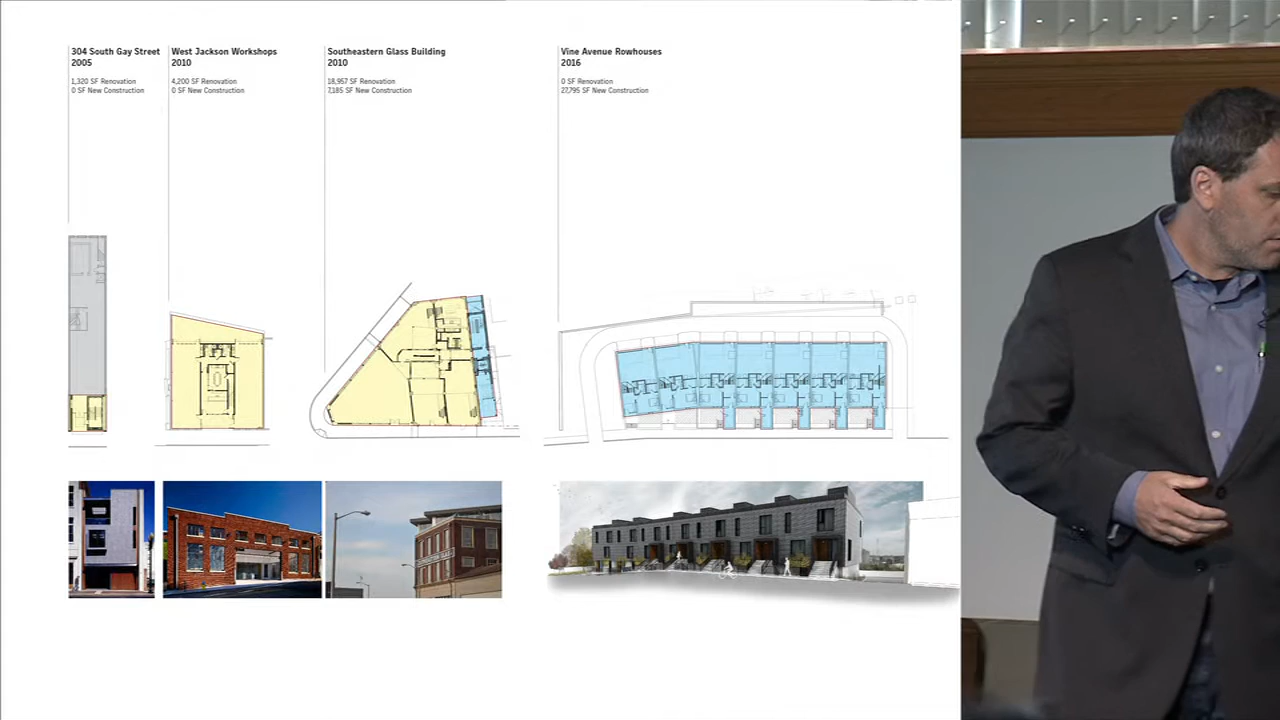 304 South Gay Street
2005
1,320 SF Renovation
0 SF New Construction
West Jackson Workshops
2010
4,200 SF Renovation
0 SF New Construction
Southeastern Glass Building
2010
18,957 SF Renovation
7,185 SF New Construction
Vine Avenue Rowhouses
2016
0 SF Renovation
27,795 SF New Construction